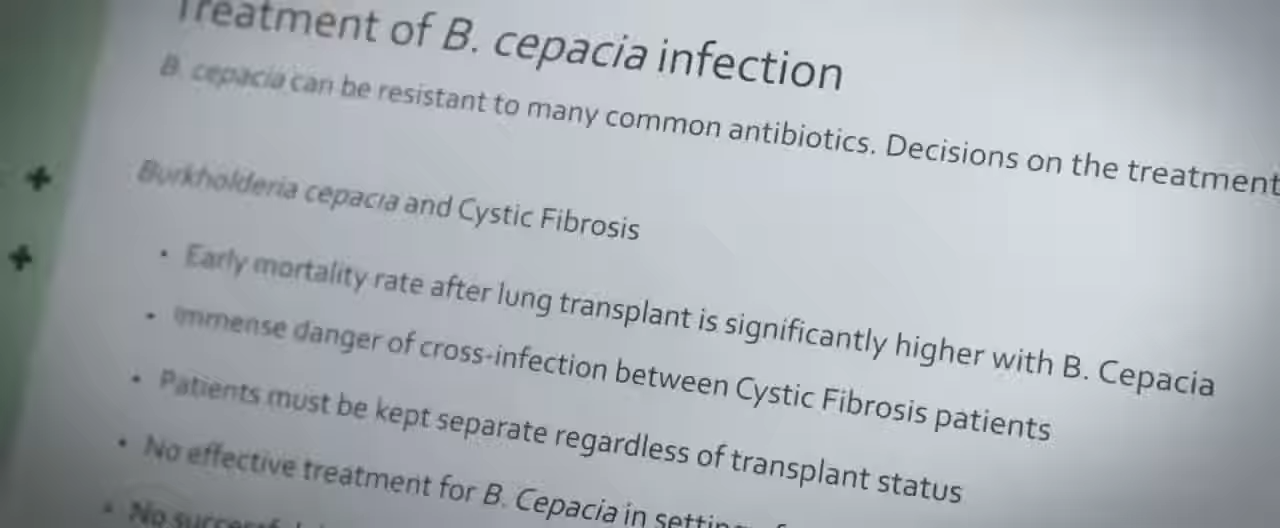 Treatment of B. cepacia infection
B. cepacia can be resistant to many common antibiotics. Decisions on the treatment
Burkholderia cepacia and Cystic Fibrosis
• Early mortality rate after lung transplant is significantly higher with B. Cepacia
• Immense danger of cross-infection between Cystic Fibrosis patients
• Patients must be kept separate regardless of transplant status
• No effective treatment for B. Cepacia in setting
• No